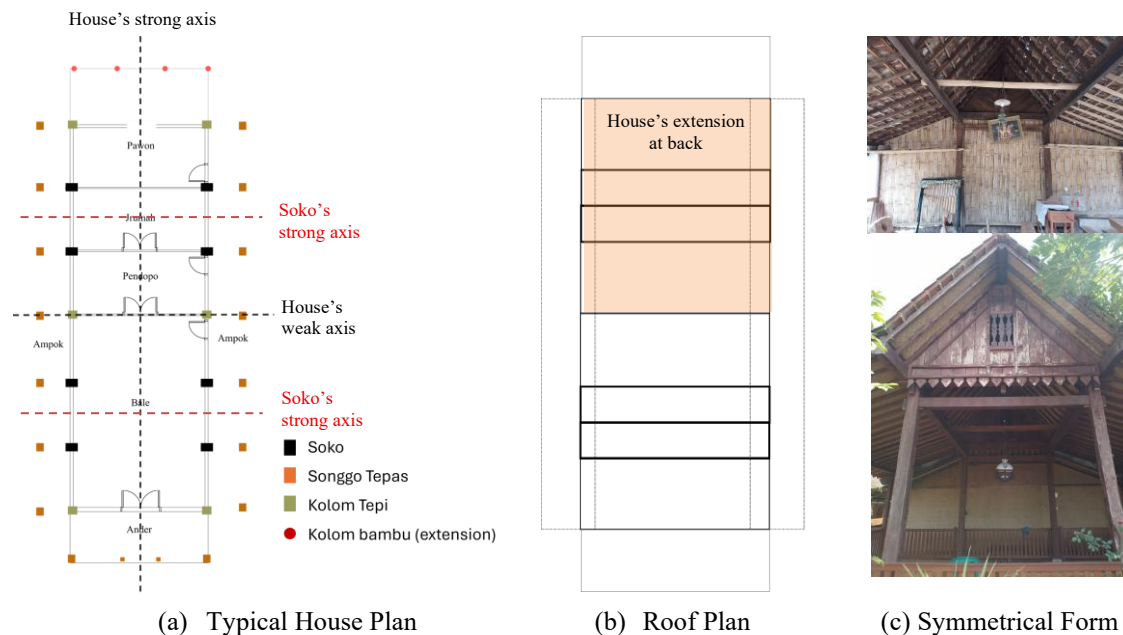 House’s strong axis
Pawon
Jrumah
Soko’s
strong axis
Pendopo
House’s
weak axis
Ampok
Ampok
Bale
Soko’s
strong axis
Soko
Songgo Tepas
Kolom Tepi
Kolom bambu (extension)
Ander
House’s extension
at back
(a) Typical House Plan
(b) Roof Plan
(c) Symmetrical Form